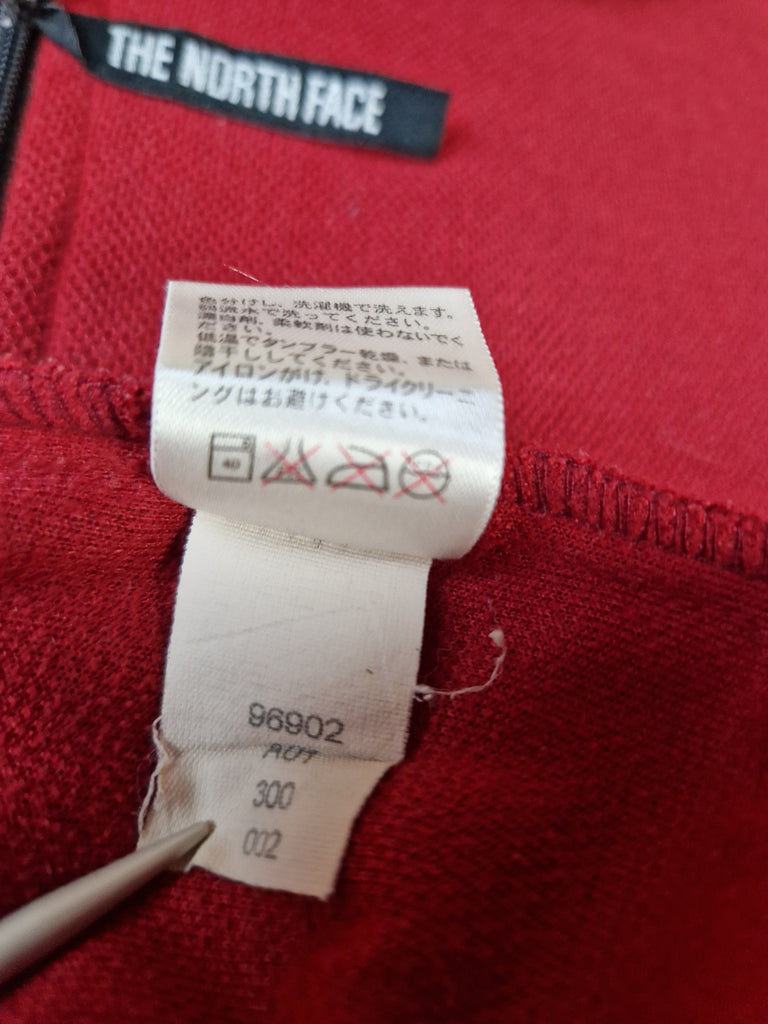 THE NORTH FACE
色分けし、洗濯機で洗えます。
弱流水で洗ってください。
漂白剤、柔軟剤は使わないでく
ださい。
低温でタンブラー乾燥、または
陰干ししてください。
アイロンがけ、ドライクリーニ
ングはお避けください。
40
96902
300
002